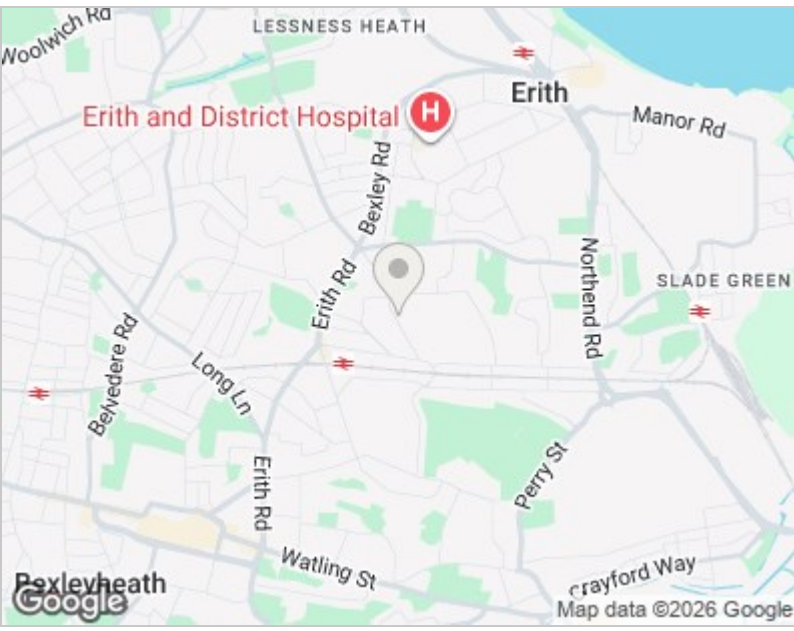 Woolwich Rd
LESSNESS HEATH
Erith
Erith and District Hospital
H
Manor Rd
Bexley Rd
Erith Rd
Northend Rd
SLADE GREEN
Belvedere Rd
Long Ln
Erith Rd
Perry St
Watling St
Crayford Way
Bexleyheath
Google
Map data ©2026 Google